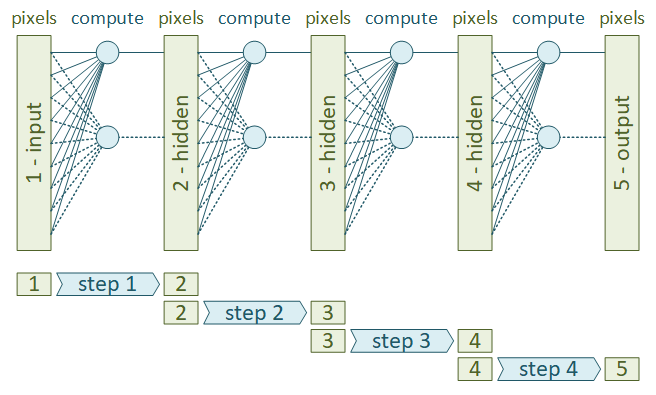 pixels compute pixels compute pixels compute pixels compute pixels
1 - input
2 - hidden
3 - hidden
4 - hidden
5 - output
1 step 1 2
2 step 2 3
3 step 3 4
4 step 4 5